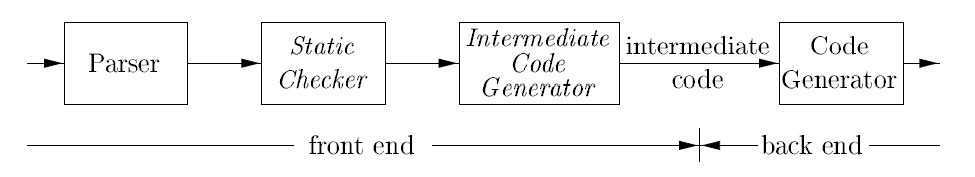 Parser
Static
Checker
Intermediate
Code
Generator
intermediate
code
Code
Generator
front end
back end